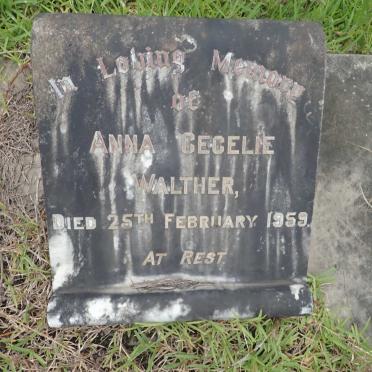 In Loving Memory
of
ANNA CECELIE
WALTHER,
DIED 25TH FEBRUARY 1959.
AT REST